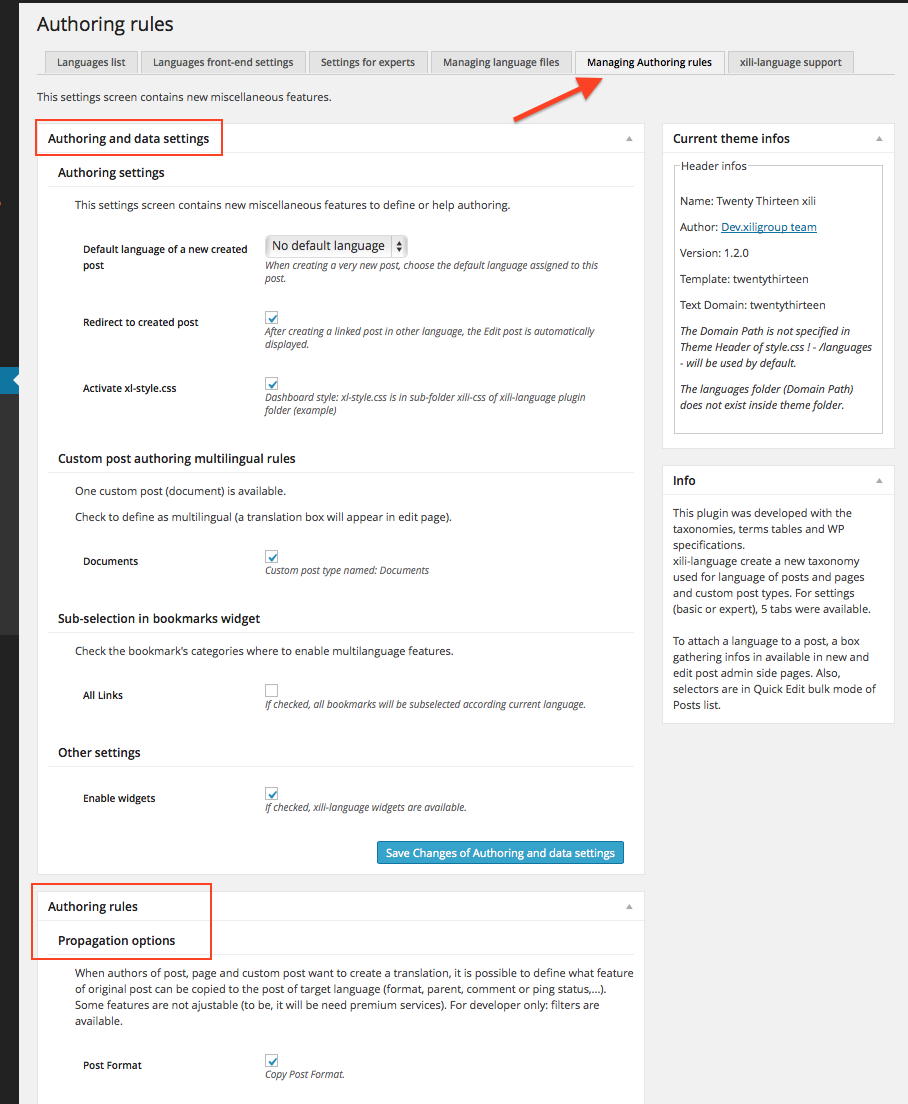 Authoring rules
Languages list
Languages front-end settings
Settings for experts
Managing language files
Managing Authoring rules
xili-language support
This settings screen contains new miscellaneous features.
Authoring and data settings
Authoring settings
This settings screen contains new miscellaneous features to define or help authoring.
Default language of a new created
post
No default language
When creating a very new post, choose the default language assigned to this
post.
Redirect to created post
After creating a linked post in other language, the Edit post is automatically
displayed.
Activate xl-style.css
Dashboard style: xl-style.css is in sub-folder xili-css of xili-language plugin
folder (example)
Custom post authoring multilingual rules
One custom post (document) is available.
Check to define as multilingual (a translation box will appear in edit page).
Documents
Custom post type named: Documents
Sub-selection in bookmarks widget
Check the bookmark's categories where to enable multilanguage features.
All Links
If checked, all bookmarks will be subselected according current language.
Other settings
Enable widgets
If checked, xili-language widgets are available.
Save Changes of Authoring and data settings
Authoring rules
Propagation options
When authors of post, page and custom post want to create a translation, it is possible to define what feature
of original post can be copied to the post of target language (format, parent, comment or ping status,...).
Some features are not ajustable (to be, it will be need premium services). For developer only: filters are
available.
Post Format
Copy Post Format.
Current theme infos
Header infos
Name: Twenty Thirteen xili
Author: Dev.xiligroup team
Version: 1.2.0
Template: twentythirteen
Text Domain: twentythirteen
The Domain Path is not specified in
Theme Header of style.css ! - /languages
- will be used by default.
The languages folder (Domain Path)
does not exist inside theme folder.
Info
This plugin was developed with the
taxonomies, terms tables and WP
specifications.
xili-language create a new taxonomy
used for language of posts and pages
and custom post types. For settings
(basic or expert), 5 tabs were available.
To attach a language to a post, a box
gathering infos in available in new and
edit post admin side pages. Also,
selectors are in Quick Edit bulk mode of
Posts list.